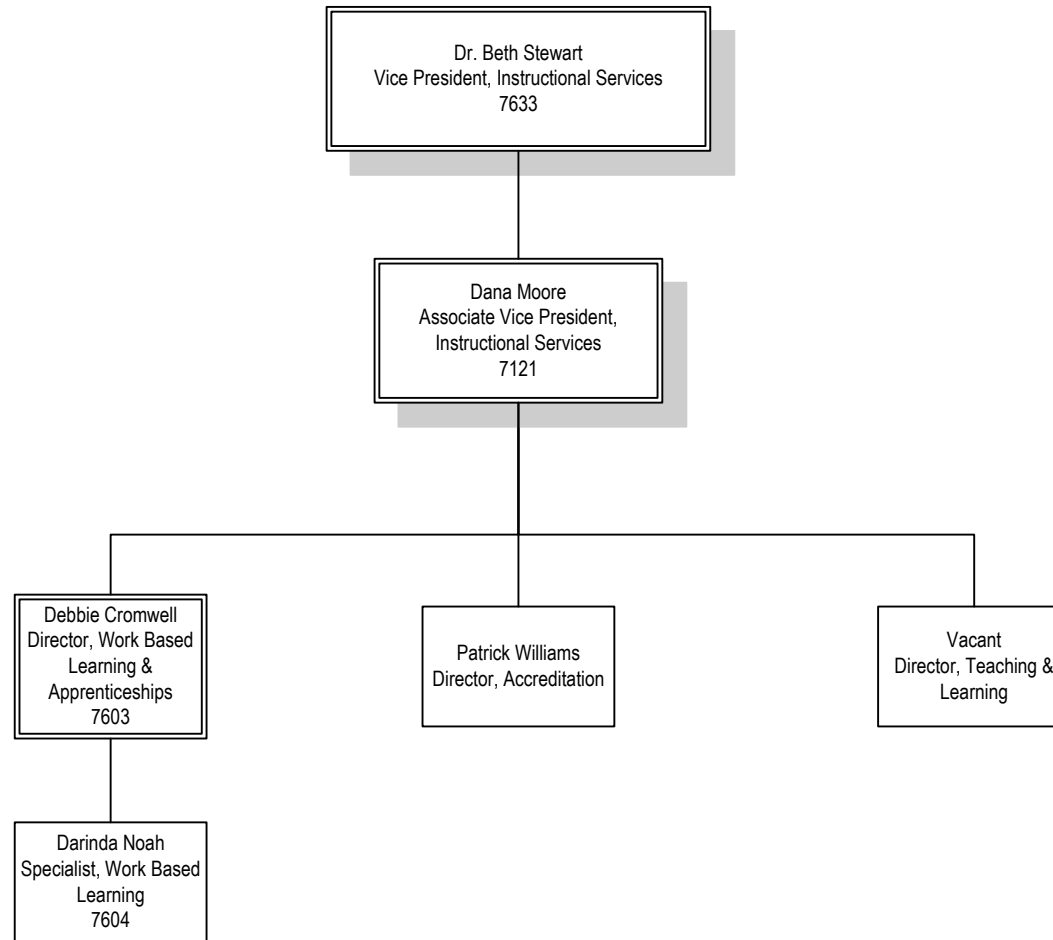 Dr. Beth Stewart
Vice President, Instructional Services
7633
Dana Moore
Associate Vice President,
Instructional Services
7121
Debbie Cromwell
Director, Work Based
Learning &
Apprenticeships
7603
Patrick Williams
Director, Accreditation
Vacant
Director, Teaching &
Learning
Darinda Noah
Specialist, Work Based
Learning
7604